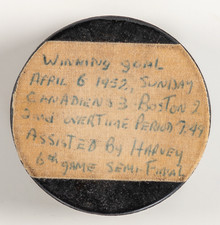 WINNING GOAL
APRIL 6 1952, SUNDAY
CANADIENS 3 - BOSTON 2
2nd OVERTIME PERIOD 7:49
ASSISTED BY HARVEY
6th GAME SEMI-FINAL